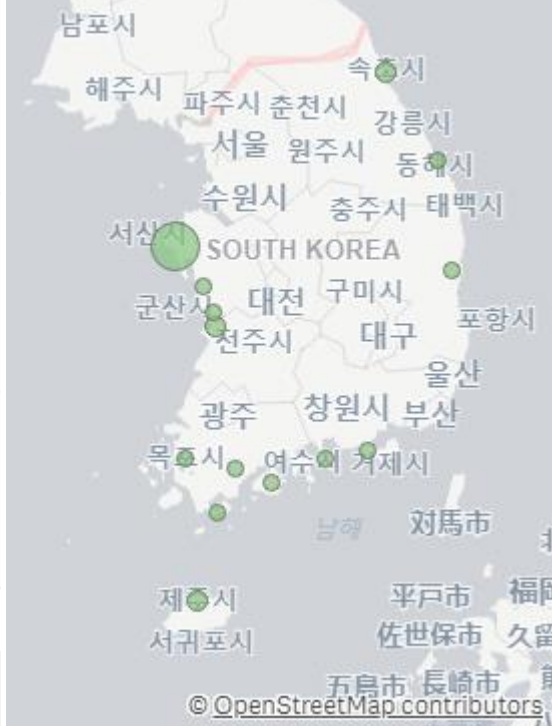 남포시
해주시
속초시
파주시 춘천시
강릉시
서울
원주시
동해시
수원시
충주시 태백시
서산시
SOUTH KOREA
군산시
대전
구미시
포항시
전주시
대구
울산
광주
창원시
부산
목포시
여수시
거제시
남해
対馬市
제주시
平戸市
福岡
서귀포시
佐世保市
久留
五島市
長崎市
© OpenStreetMap contributors